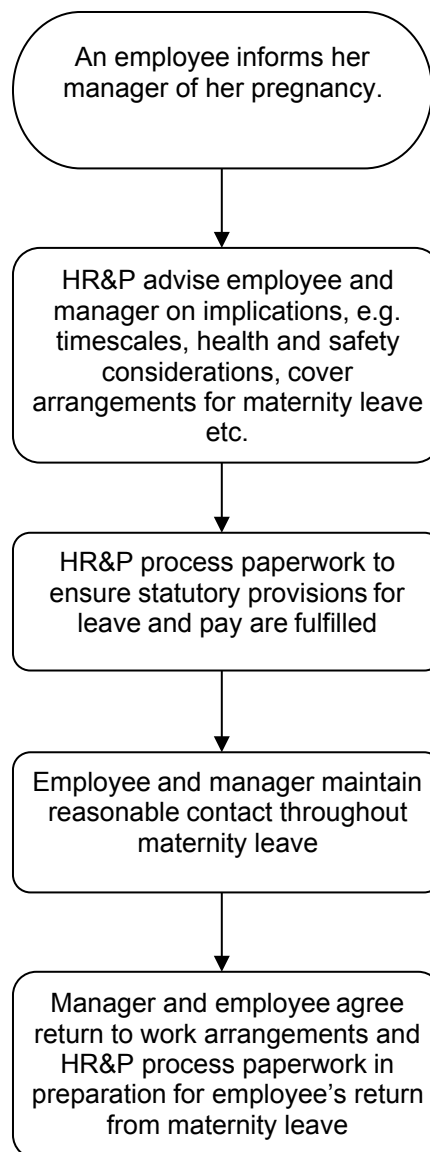 An employee informs her
manager of her pregnancy.
HR&P advise employee and
manager on implications, e.g.
timescales, health and safety
considerations, cover
arrangements for maternity leave
etc.
HR&P process paperwork to
ensure statutory provisions for
leave and pay are fulfilled
Employee and manager maintain
reasonable contact throughout
maternity leave
Manager and employee agree
return to work arrangements and
HR&P process paperwork in
preparation for employee’s return
from maternity leave